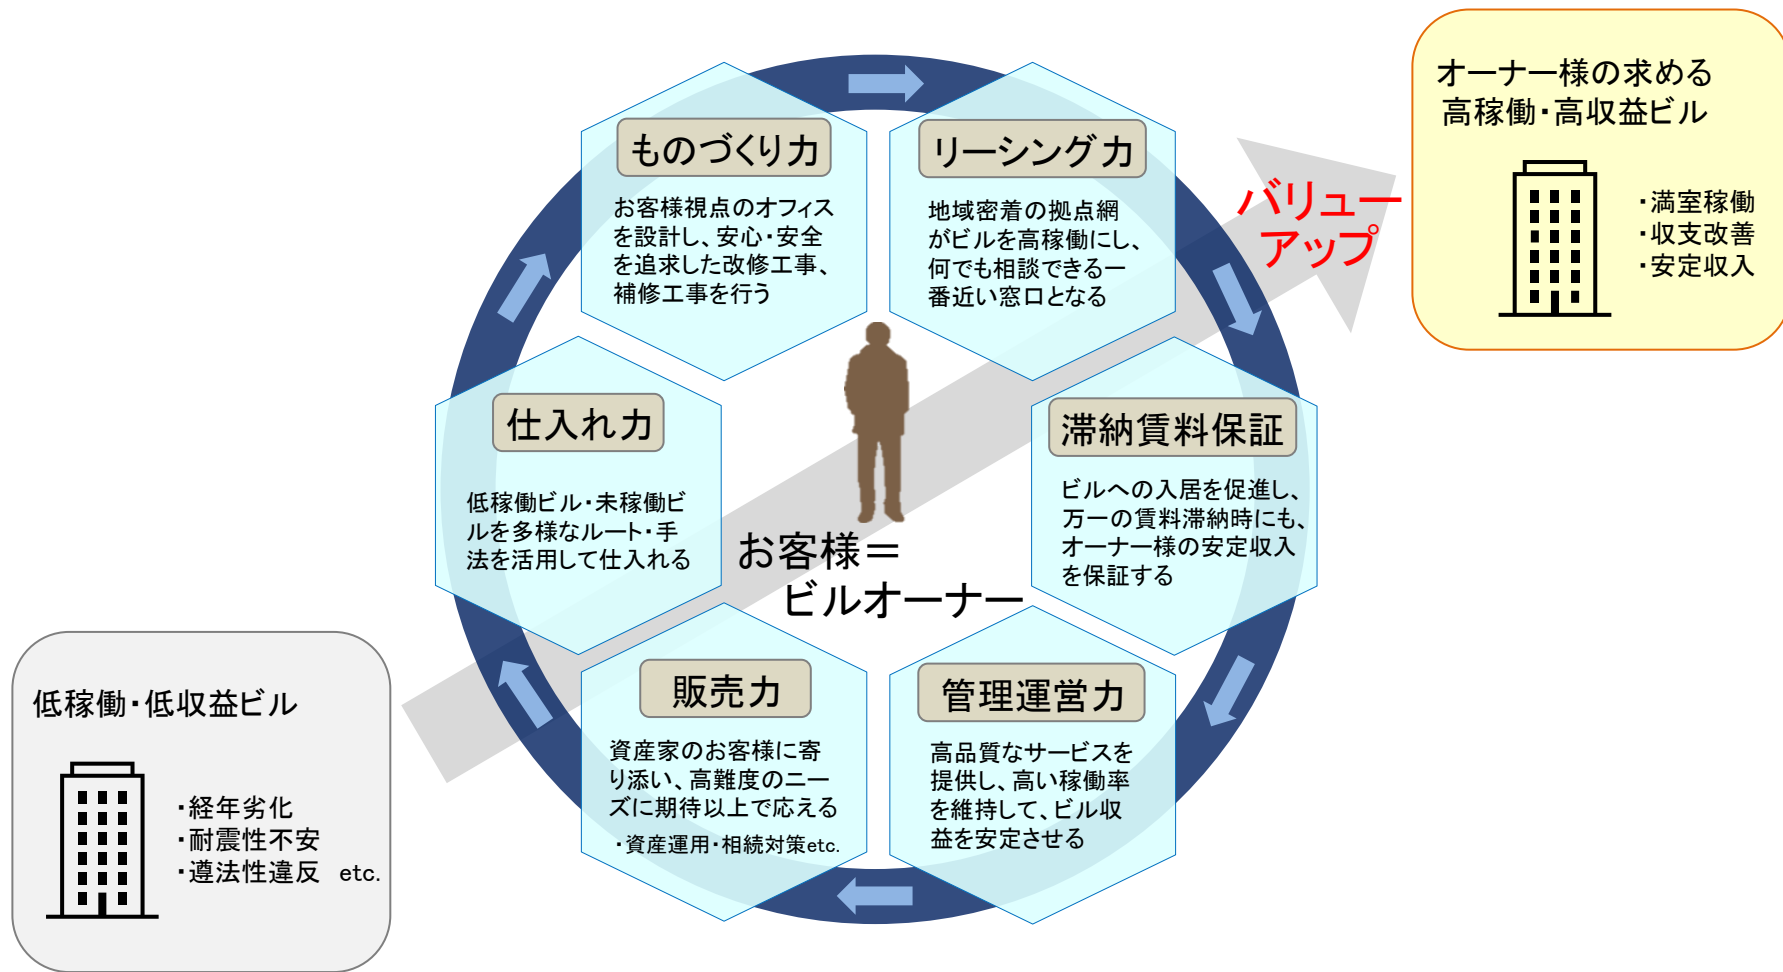 オーナー様の求める
高稼働・高収益ビル
・満室稼働
・収支改善
・安定収入
バリュー
アップ
ものづくり力
お客様視点のオフィス
を設計し、安心・安全
を追求した改修工事、
補修工事を行う
リーシング力
地域密着の拠点網
がビルを高稼働にし、
何でも相談できる一
番近い窓口となる
仕入れ力
低稼働ビル・未稼働ビ
ルを多様なルート・手
法を活用して仕入れる
滞納賃料保証
ビルへの入居を促進し、
万一の賃料滞納時にも、
オーナー様の安定収入
を保証する
お客様＝
ビルオーナー
販売力
資産家のお客様に寄
り添い、高難度のニー
ズに期待以上で応える
・資産運用・相続対策etc.
管理運営力
高品質なサービスを
提供し、高い稼働率
を維持して、ビル収
益を安定させる
低稼働・低収益ビル
・経年劣化
・耐震性不安
・遵法性違反　etc.